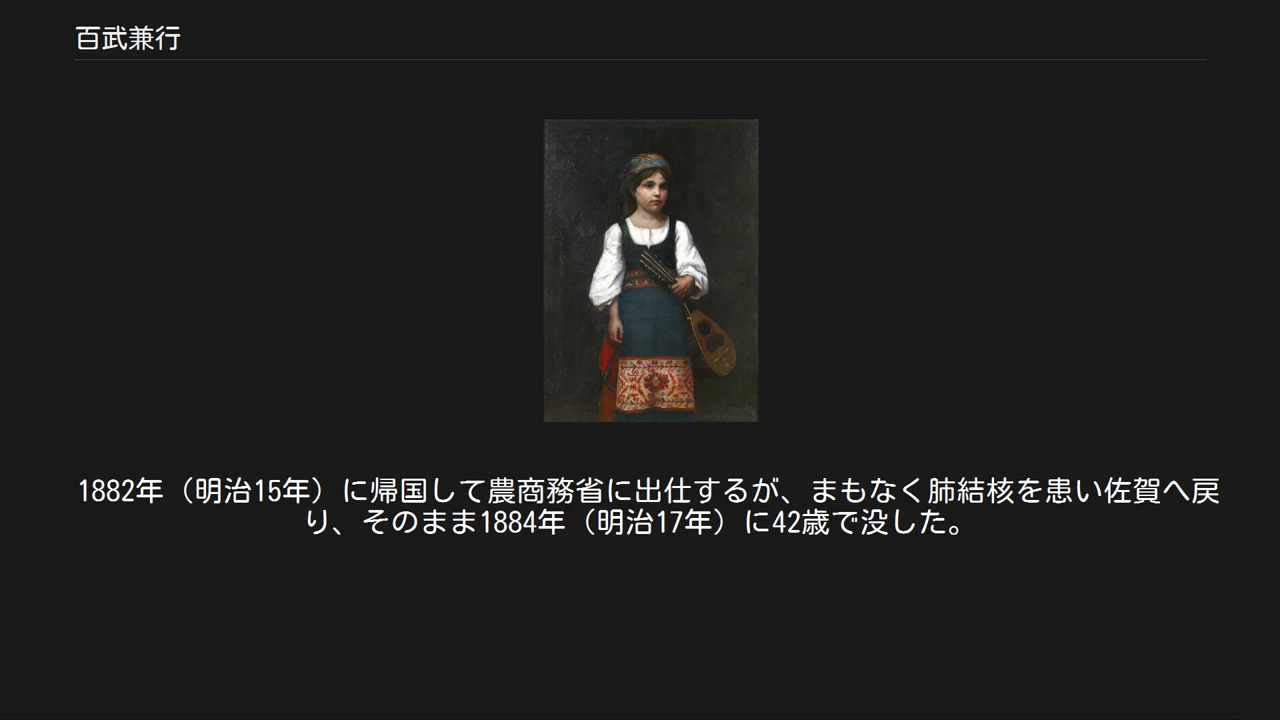 百武兼行
1882年（明治15年）に帰国して農商務省に出仕するが、まもなく肺結核を患い佐賀へ戻
り、そのまま1884年（明治17年）に42歳で没した。